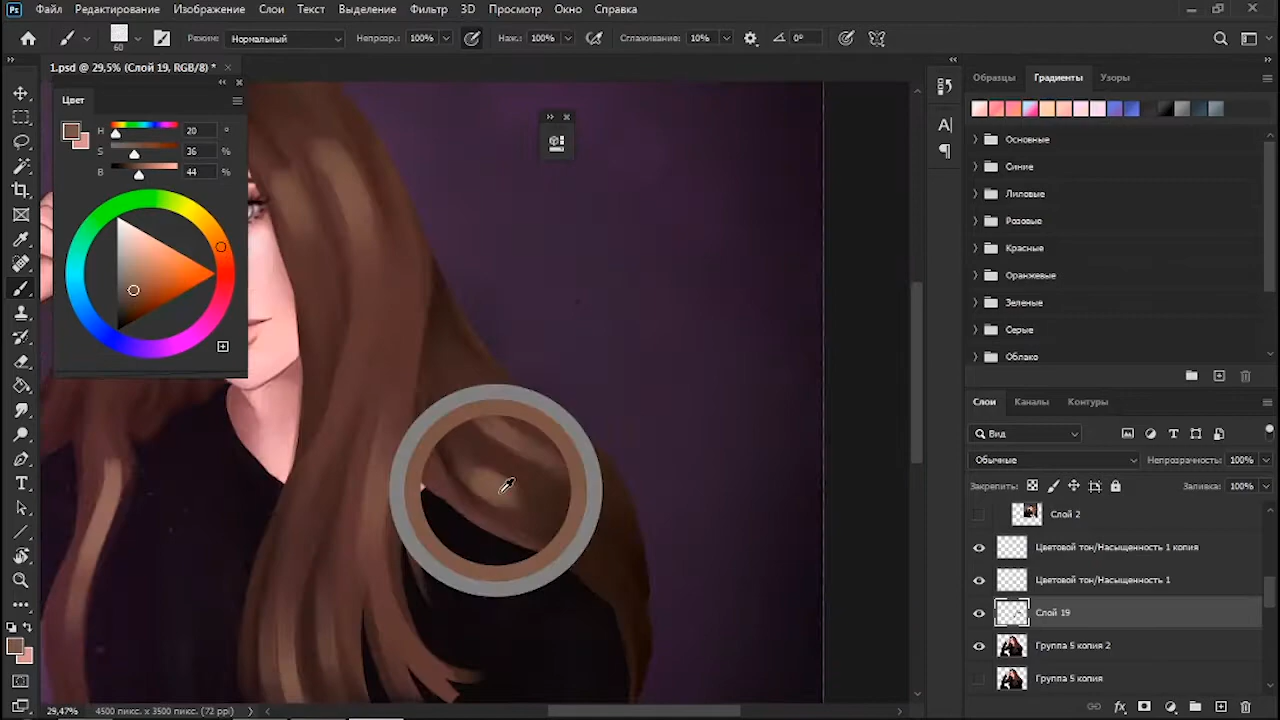 Ps Файл Редактирование Изображение Слои Текст Выделение Фильтр 3D Просмотр Окно Справка
60 Режим: Нормальный Непрозр.: 100% Наж.: 100% Сглаживание: 10% 0°
1.psd @ 29,5% (Слой 19, RGB/8) *
Цвет
H 20 °
S 36 %
B 44 %
Образцы Градиенты Узоры
Основные
Синие
Лиловые
Розовые
Красные
Оранжевые
Зеленые
Серые
Облако
Слои Каналы Контуры
Вид
Обычные Непрозрачность: 100%
Закрепить: Заливка: 100%
Слой 2
Цветовой тон/Насыщенность 1 копия
Цветовой тон/Насыщенность 1
Слой 19
Группа 5 копия 2
Группа 5 копия
29,47% 4500 пикс. x 3500 пикс. (72 ppi)